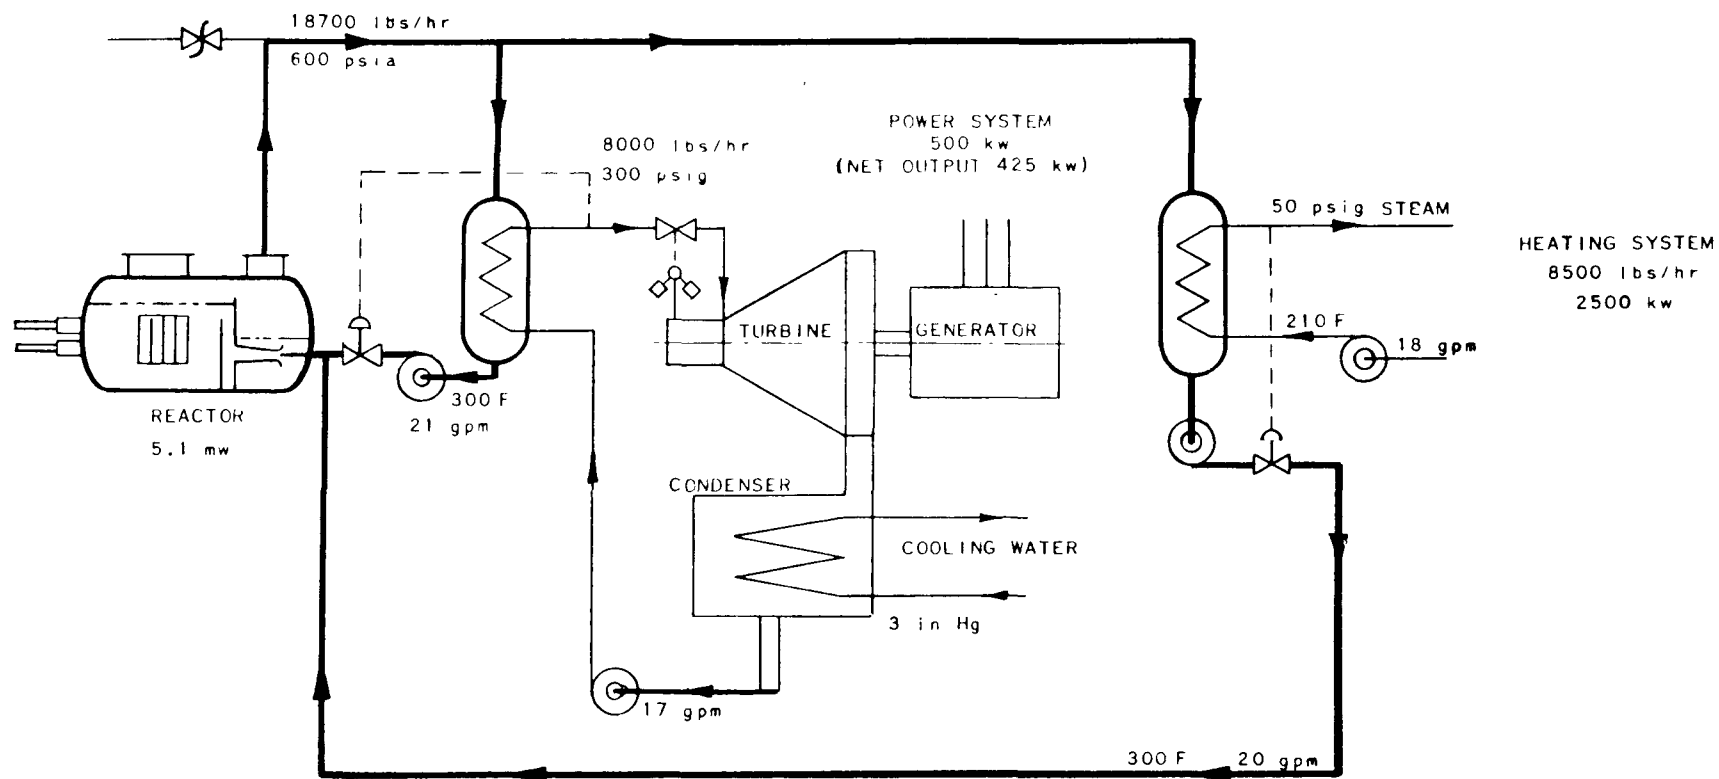 18700 lbs/hr
600 psia
8000 lbs/hr
300 psig
POWER SYSTEM
500 kw
(NET OUTPUT 425 kw)
50 psig STEAM
HEATING SYSTEM
8500 lbs/hr
2500 kw
210 F
18 gpm
TURBINE
GENERATOR
REACTOR
5.1 mw
300 F
21 gpm
CONDENSER
COOLING WATER
3 in Hg
17 gpm
300 F
20 gpm